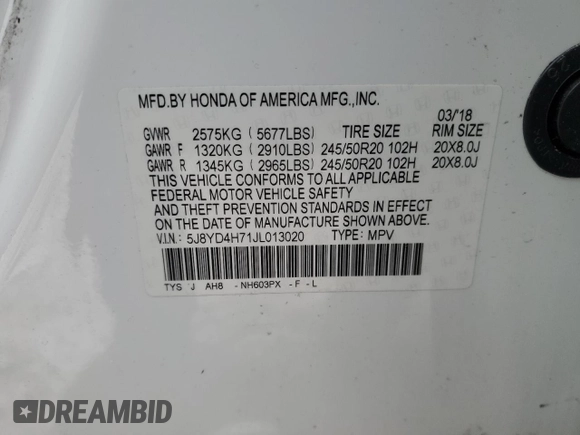 MFD.BY HONDA OF AMERICA MFG.,INC.
03/18
GVWR 2575KG ( 5677LBS) TIRE SIZE RIM SIZE
GAWR F 1320KG ( 2910LBS) 245/50R20 102H 20X8.0J
GAWR R 1345KG ( 2965LBS) 245/50R20 102H 20X8.0J
THIS VEHICLE CONFORMS TO ALL APPLICABLE
FEDERAL MOTOR VEHICLE SAFETY
AND THEFT PREVENTION STANDARDS IN EFFECT
ON THE DATE OF MANUFACTURE SHOWN ABOVE.
V.I.N.: 5J8YD4H71JL013020 TYPE: MPV
TYS J AH8 - NH603PX - F - L
DREAMBID